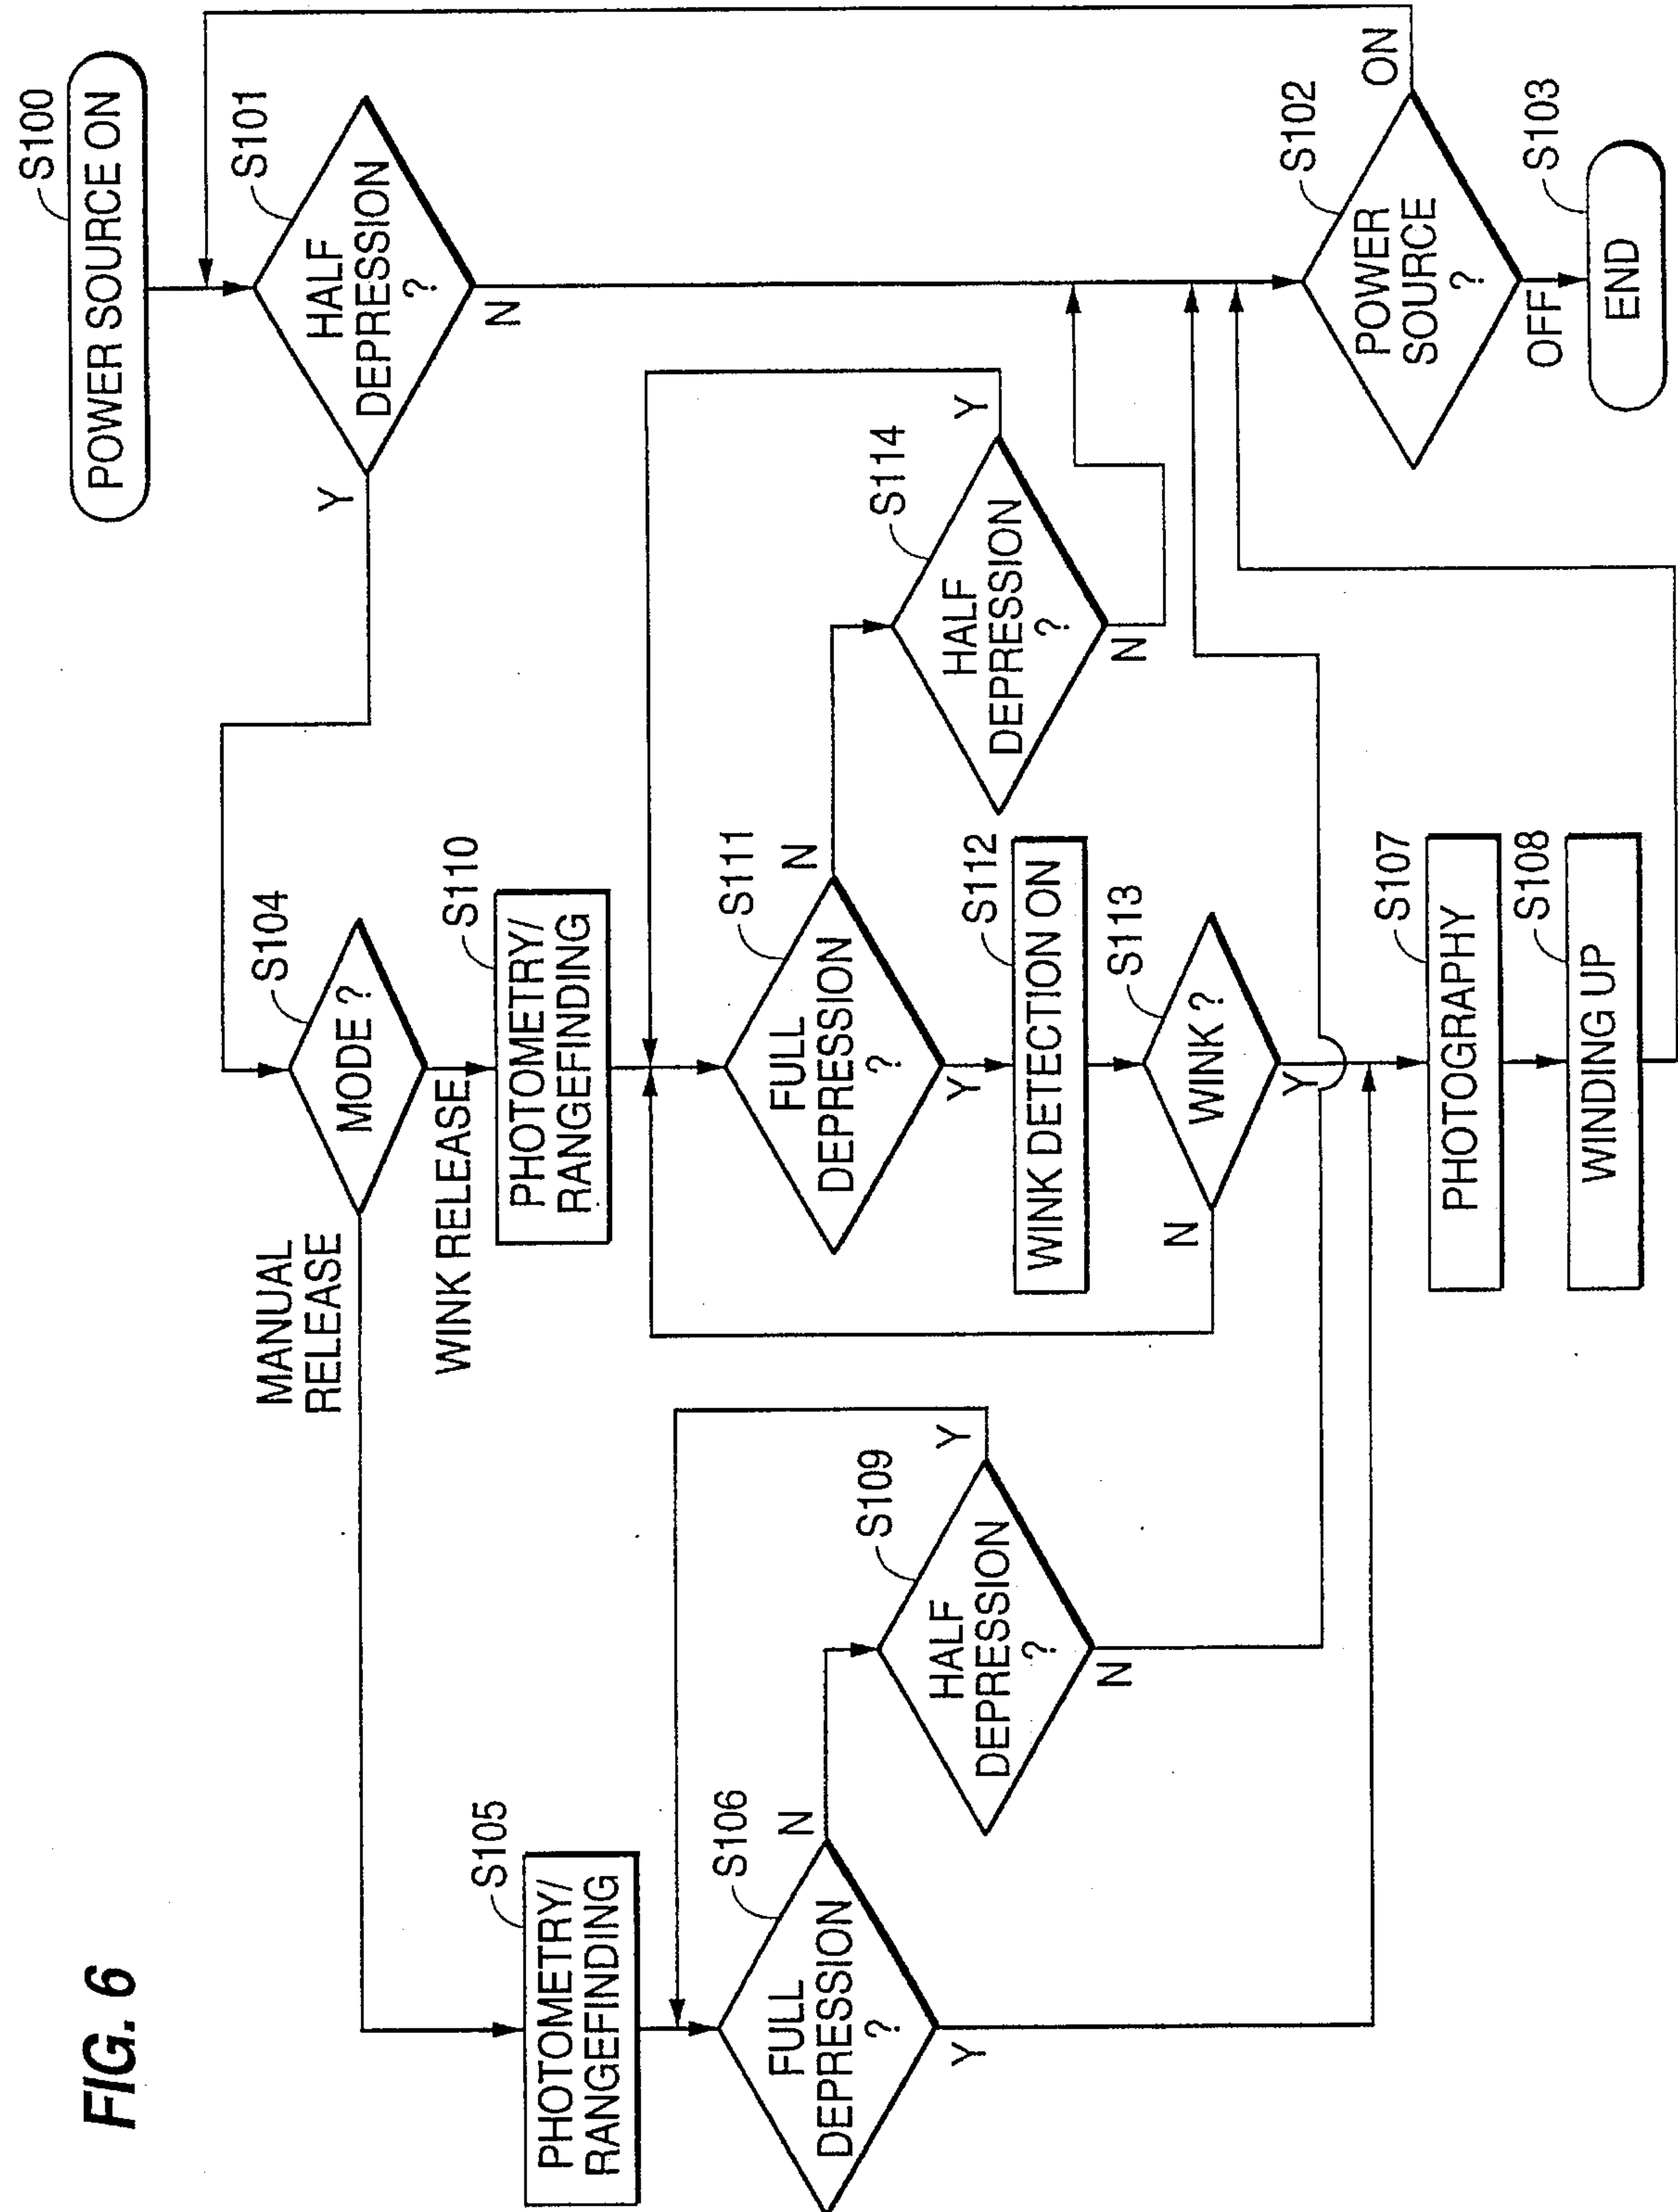 FIG. 6
S100
POWER SOURCE ON
S101
HALF
DEPRESSION
?
Y
N
S102
POWER
SOURCE
?
ON
OFF
S103
END
S104
MODE ?
MANUAL
RELEASE
WINK RELEASE
S105
PHOTOMETRY/
RANGEFINDING
S106
FULL
DEPRESSION
?
N
Y
S109
HALF
DEPRESSION
?
Y
N
S110
PHOTOMETRY/
RANGEFINDING
S111
FULL
DEPRESSION
?
N
Y
S114
HALF
DEPRESSION
?
Y
N
S112
WINK DETECTION ON
S113
WINK ?
N
Y
S107
PHOTOGRAPHY
S108
WINDING UP